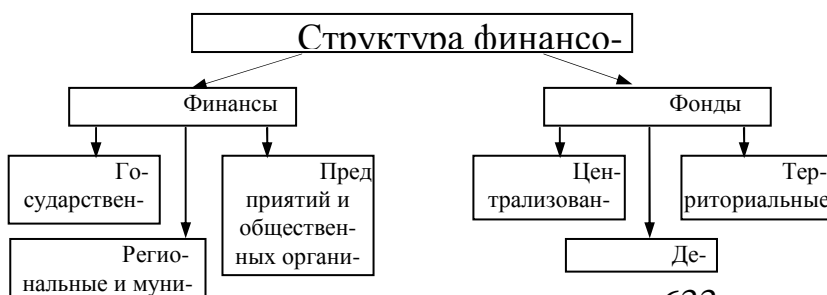 Структура финансо-
Финансы
Фонды
Го-
сударствен-
Пред
приятий и
обществен-
ных органи-
Регио-
нальные и муни-
Цен-
трализован-
Тер-
риториальные
Де-